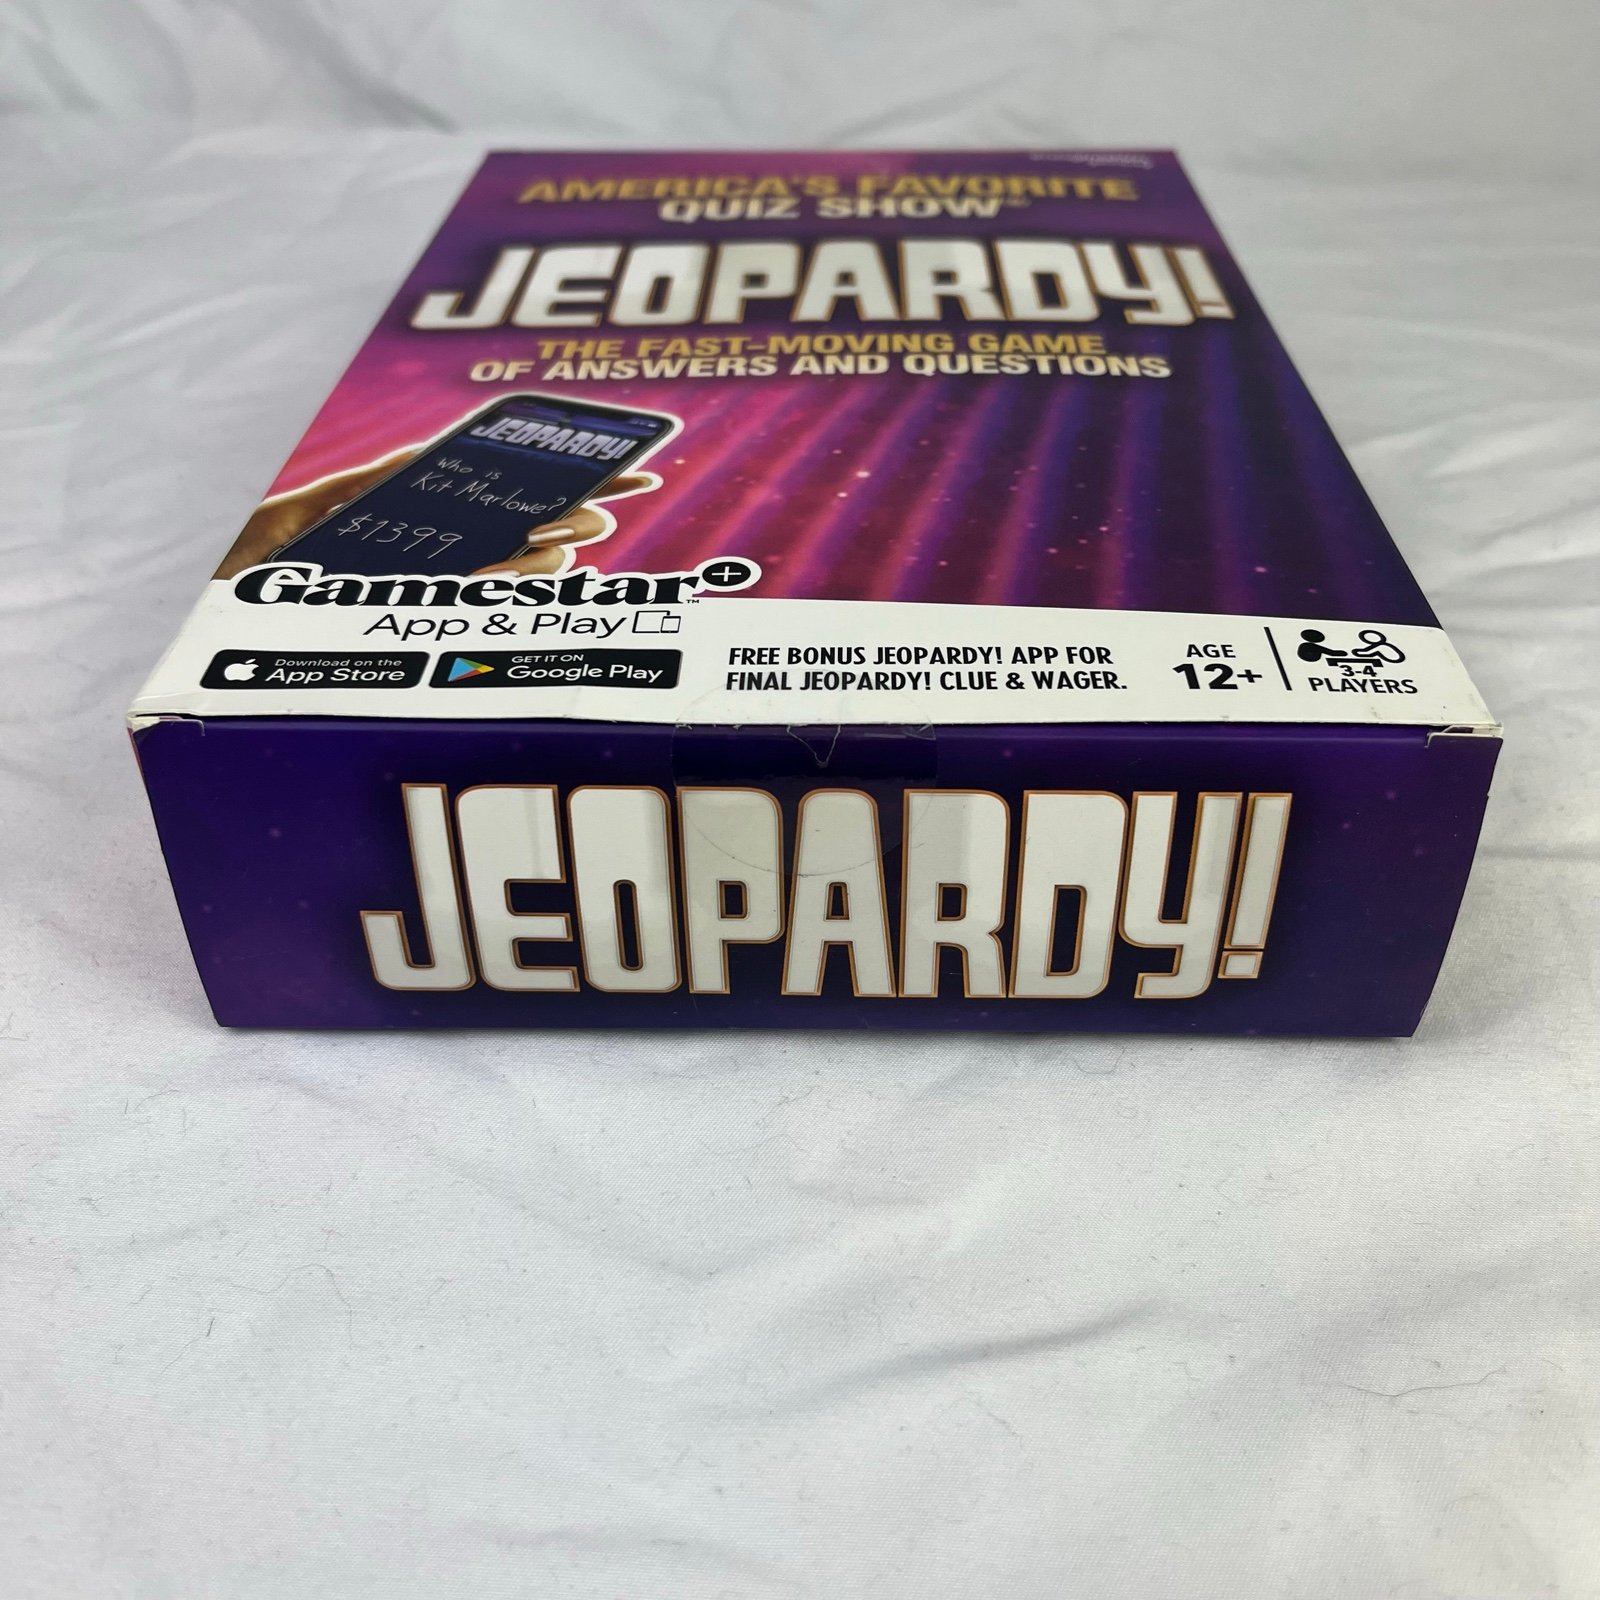 AMERICA'S FAVORITE
QUIZ SHOW
JEOPARDY!
THE FAST-MOVING GAME
OF ANSWERS AND QUESTIONS
JEOPARDY!
Who is
Kit Marlowe?
$1399
Gamestar+™
App & Play
Download on the
App Store
GET IT ON
Google Play
FREE BONUS JEOPARDY! APP FOR
FINAL JEOPARDY! CLUE & WAGER.
AGE
12+
3-4
PLAYERS
JEOPARDY!